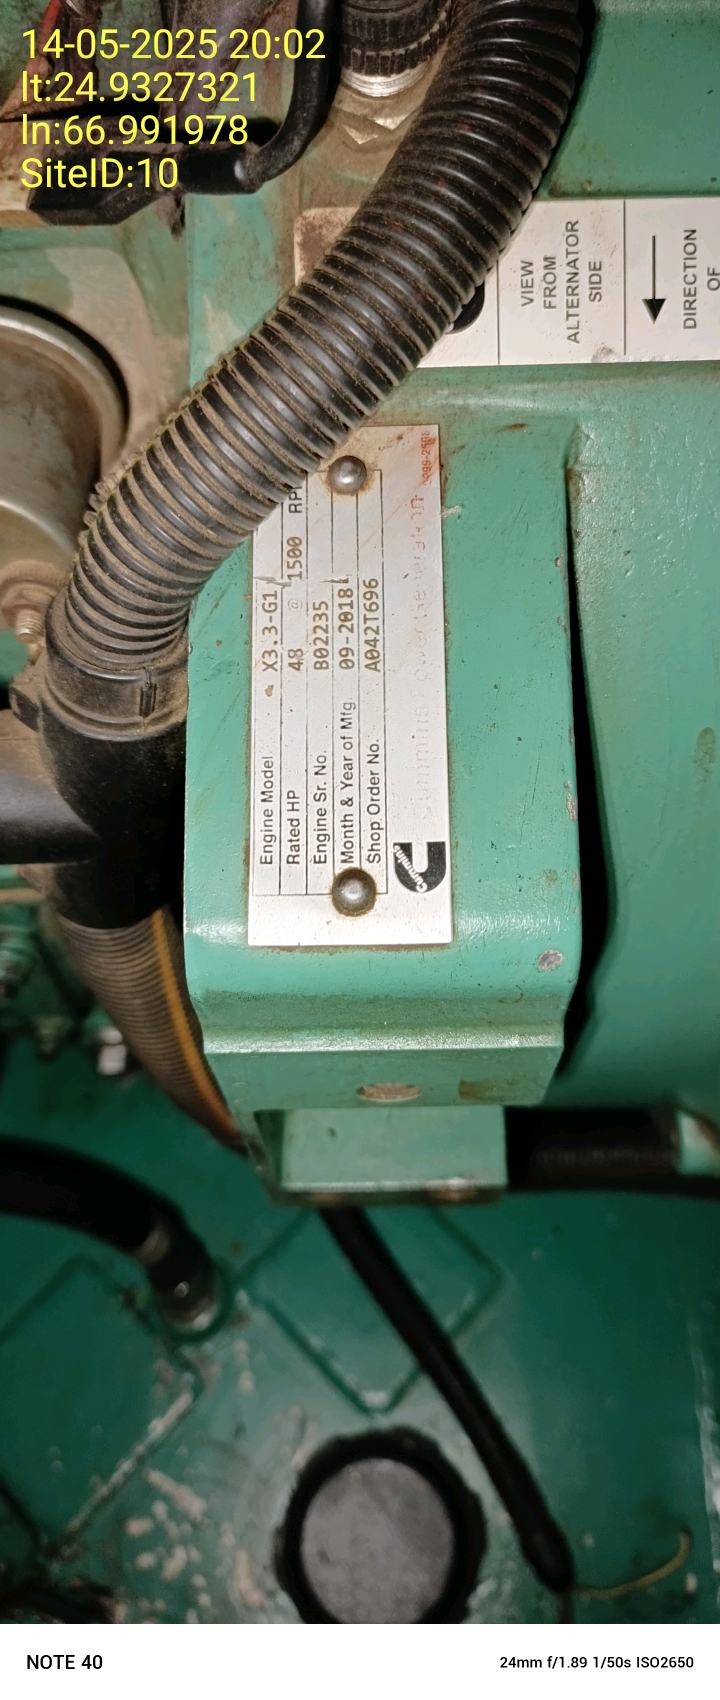 14-05-2025 20:02
lt:24.9327321
ln:66.991978
SiteID:10
VIEW
FROM
ALTERNATOR
SIDE
DIRECTION
OF
Engine Model X3.3-G1
Rated HP 48 @ 1500 RP
Engine Sr. No. B02235
Month & Year of Mfg. 09-2018
Shop Order No. A042T696
Cummins
NOTE 40
24mm f/1.89 1/50s ISO2650